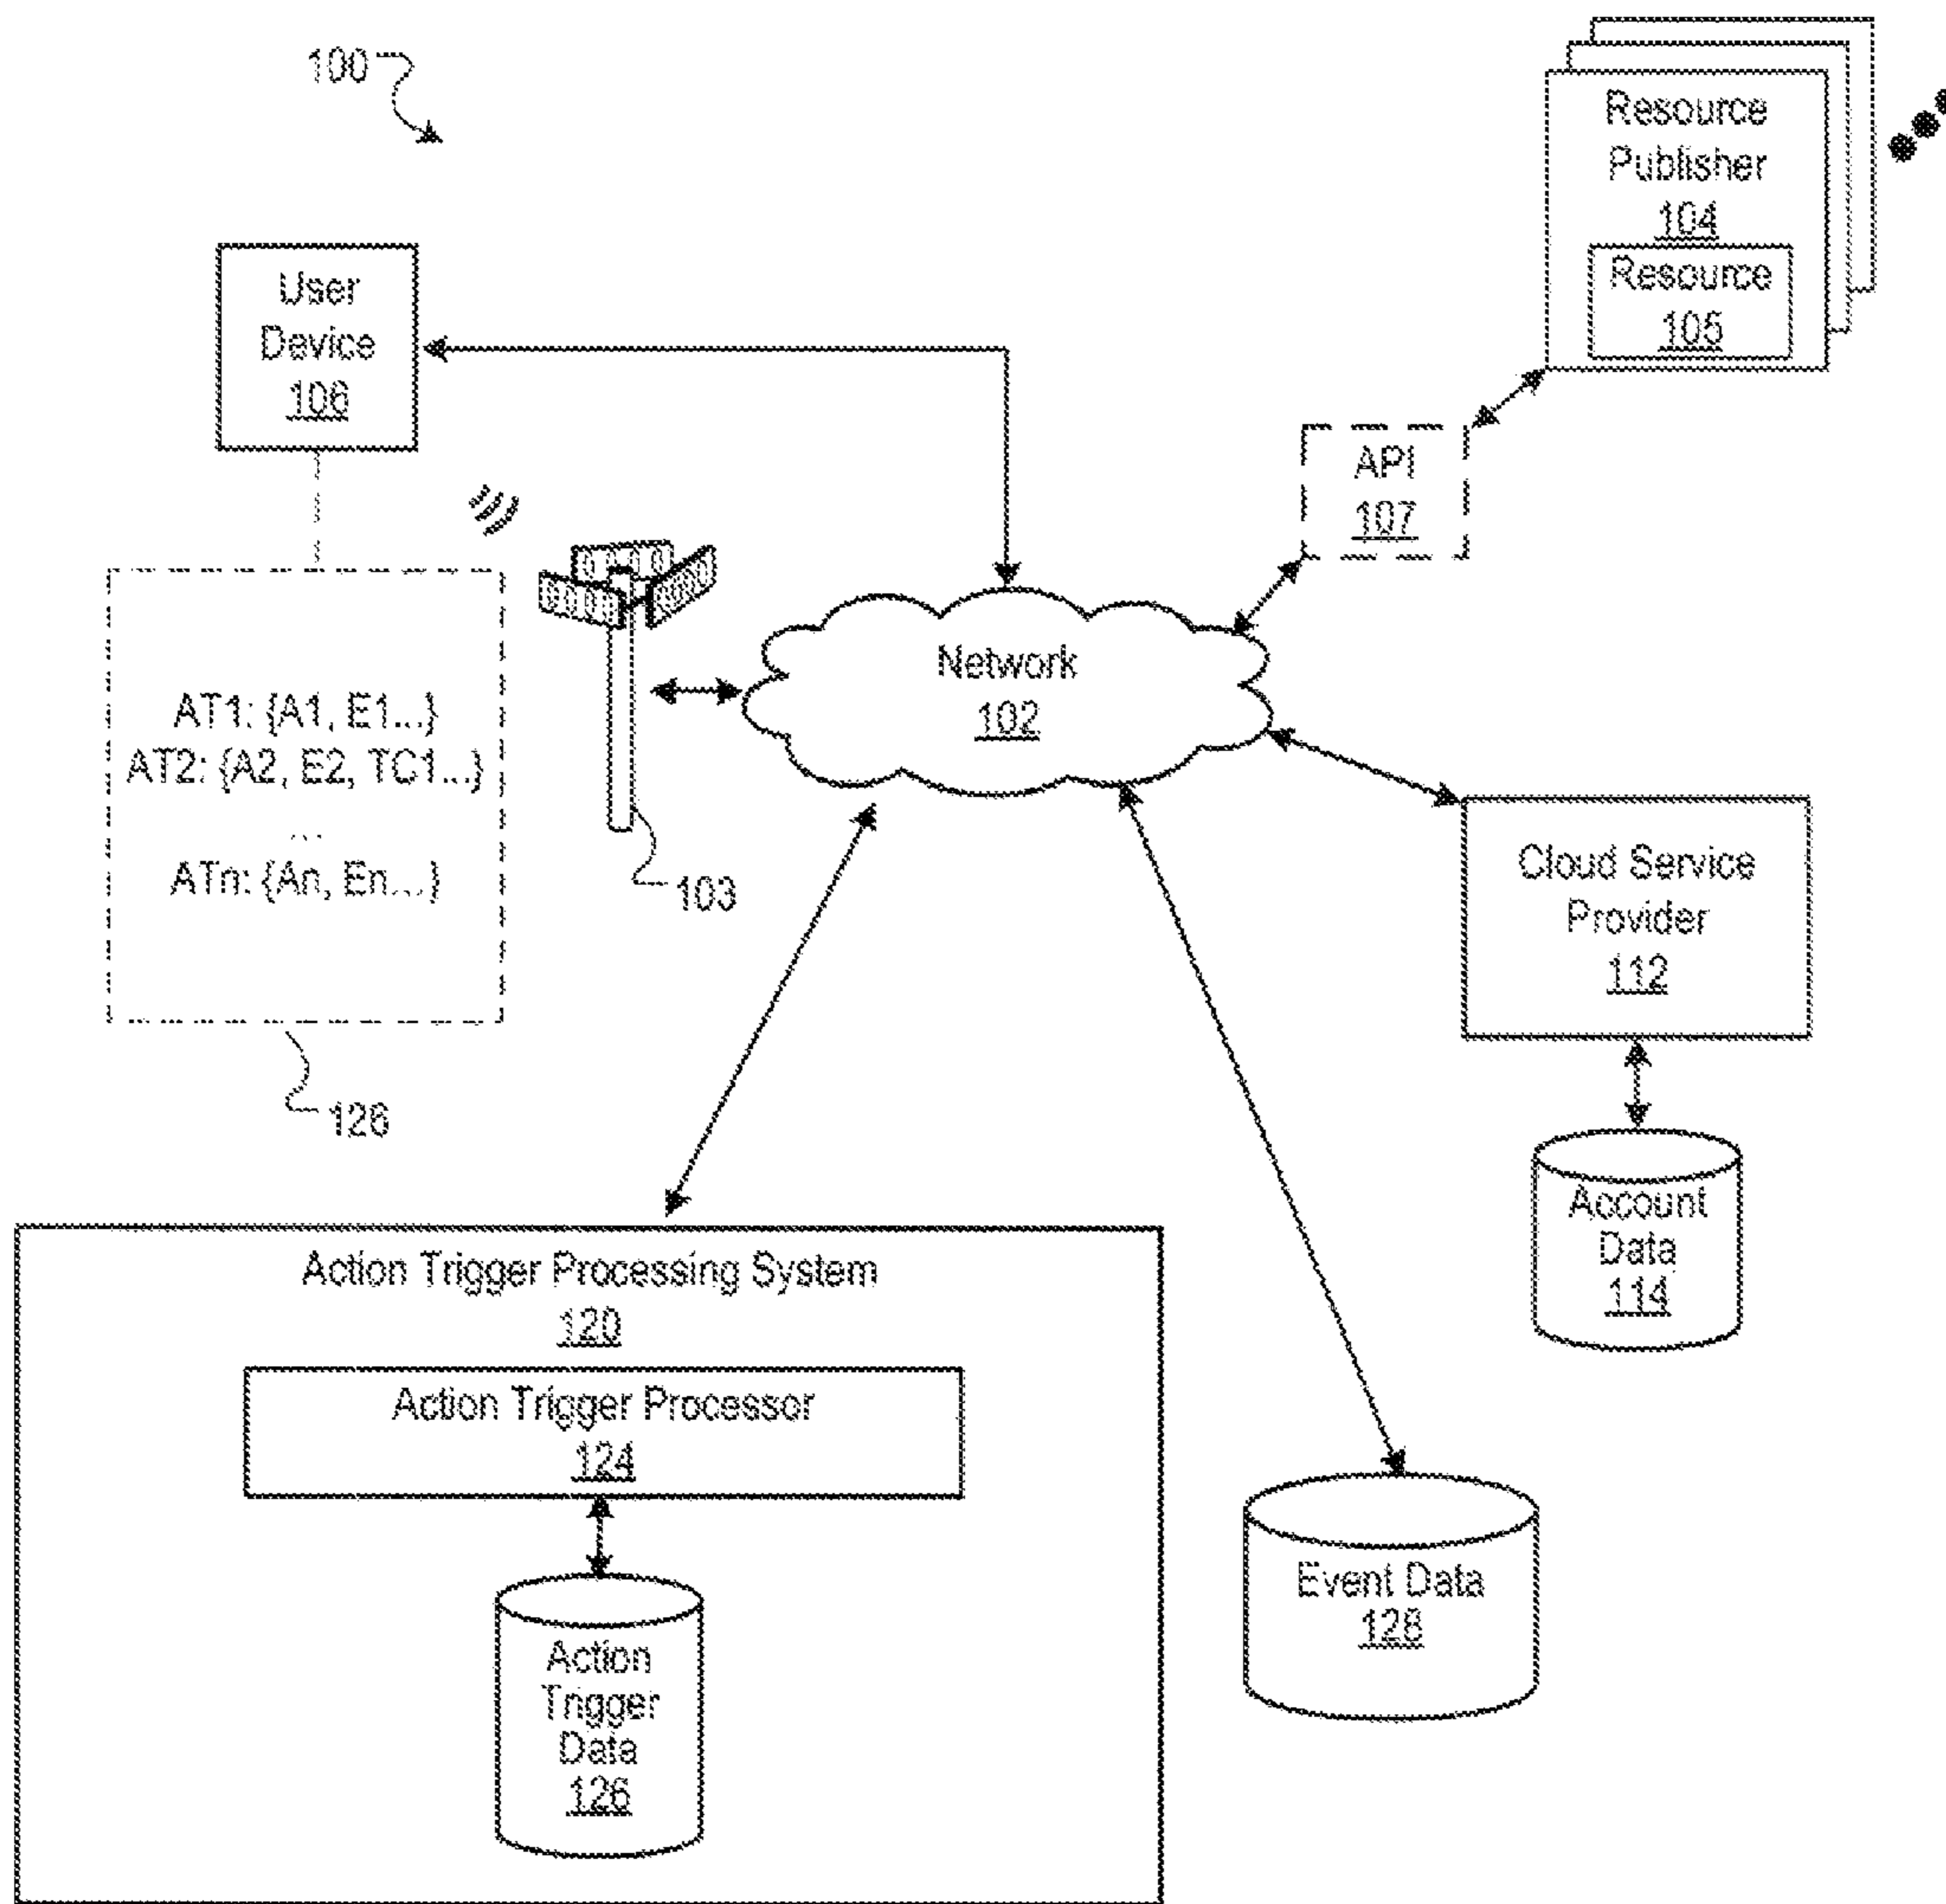 100
Resource
Publisher
104
Resource
105
User
Device
106
API
107
Network
102
AT1: {A1, E1...}
AT2: {A2, E2, TC1...}
...
ATn: {An, En...}
103
126
Cloud Service
Provider
112
Account
Data
114
Action Trigger Processing System
120
Action Trigger Processor
124
Action
Trigger
Data
126
Event Data
128